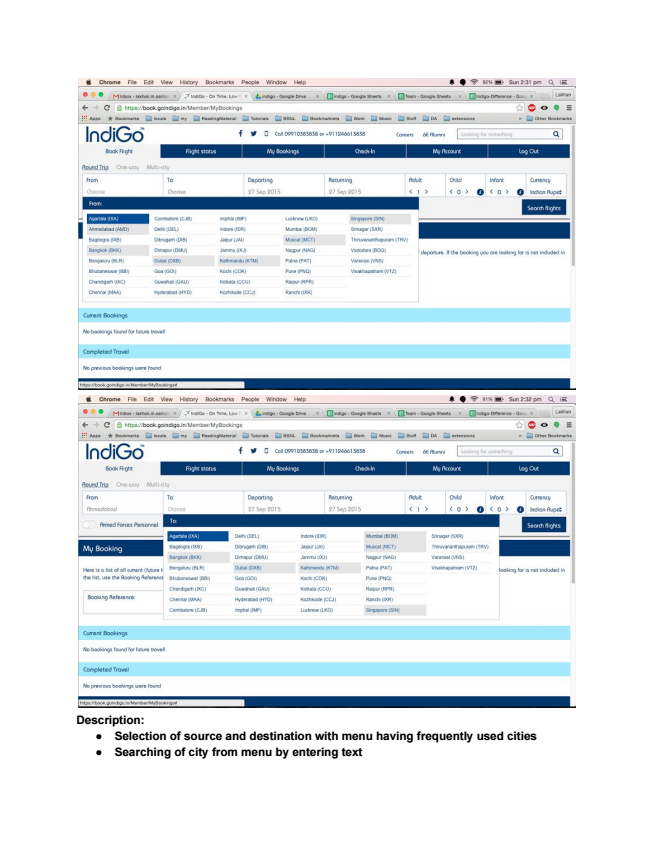 Chrome File Edit View History Bookmarks People Window Help 92% Sun 2:31 pm
IndiGo - On Time, Low Indigo - Google Drive Indigo - Google Sheets Team - Google Sheets Indigo-Difference - Goo Lakhan
https://book.goindigo.in/Member/MyBookings
Apps Bookmarks locals my ReadingMaterial Tutorials BSNL Bookmarklets Work Music Stuff DA extensions Other Bookmarks
IndiGo Call 09910383838 or +911246613838 Careers 6E Alumni Looking for something
Book Flight Flight status My Bookings Check-In My Account Log Out
Round Trip One-way Multi-city
From To Departing Returning Adult Child Infant Currency
Choose Choose 27 Sep 2015 27 Sep 2015 < 1 > < 0 > < 0 > Indian Rupee
From: Search flights
Agartala (IXA) Coimbatore (CJB) Imphal (IMF) Lucknow (LKO) Singapore (SIN)
Ahmedabad (AMD) Delhi (DEL) Indore (IDR) Mumbai (BOM) Srinagar (SXR)
Bagdogra (IXB) Dibrugarh (DIB) Jaipur (JAI) Muscat (MCT) Thiruvananthapuram (TRV)
Bangkok (BKK) Dimapur (DMU) Jammu (IXJ) Nagpur (NAG) Vadodara (BDQ)
departure. If the booking you are looking for is not included in
Bengaluru (BLR) Dubai (DXB) Kathmandu (KTM) Patna (PAT) Varanasi (VNS)
Bhubaneswar (BBI) Goa (GOI) Kochi (COK) Pune (PNQ) Visakhapatnam (VTZ)
Chandigarh (IXC) Guwahati (GAU) Kolkata (CCU) Raipur (RPR)
Chennai (MAA) Hyderabad (HYD) Kozhikode (CCJ) Ranchi (IXR)
Current Bookings
No bookings found for future travel!
Completed Travel
No previous bookings were found
https://book.goindigo.in/Member/MyBookings#
Chrome File Edit View History Bookmarks People Window Help 91% Sun 2:32 pm
IndiGo - On Time, Low Indigo - Google Drive Indigo - Google Sheets Team - Google Sheets Indigo-Difference - Goo Lakhan
https://book.goindigo.in/Member/MyBookings
Apps Bookmarks locals my ReadingMaterial Tutorials BSNL Bookmarklets Work Music Stuff DA extensions Other Bookmarks
IndiGo Call 09910383838 or +911246613838 Careers 6E Alumni Looking for something
Book Flight Flight status My Bookings Check-In My Account Log Out
Round Trip One-way Multi-city
From To Departing Returning Adult Child Infant Currency
Ahmedabad Choose 27 Sep 2015 27 Sep 2015 < 1 > < 0 > < 0 > Indian Rupee
Armed Forces Personnel To: Search flights
Agartala (IXA) Delhi (DEL) Indore (IDR) Mumbai (BOM) Srinagar (SXR)
My Booking Bagdogra (IXB) Dibrugarh (DIB) Jaipur (JAI) Muscat (MCT) Thiruvananthapuram (TRV)
Bangkok (BKK) Dimapur (DMU) Jammu (IXJ) Nagpur (NAG) Varanasi (VNS)
Here is a list of all current (future t Bengaluru (BLR) Dubai (DXB) Kathmandu (KTM) Patna (PAT) Visakhapatnam (VTZ) looking for is not included in
the list, use the Booking Reference Bhubaneswar (BBI) Goa (GOI) Kochi (COK) Pune (PNQ)
Chandigarh (IXC) Guwahati (GAU) Kolkata (CCU) Raipur (RPR)
Booking Reference: Chennai (MAA) Hyderabad (HYD) Kozhikode (CCJ) Ranchi (IXR)
Coimbatore (CJB) Imphal (IMF) Lucknow (LKO) Singapore (SIN)
Current Bookings
No bookings found for future travel!
Completed Travel
No previous bookings were found
https://book.goindigo.in/Member/MyBookings#
Description:
● Selection of source and destination with menu having frequently used cities
● Searching of city from menu by entering text